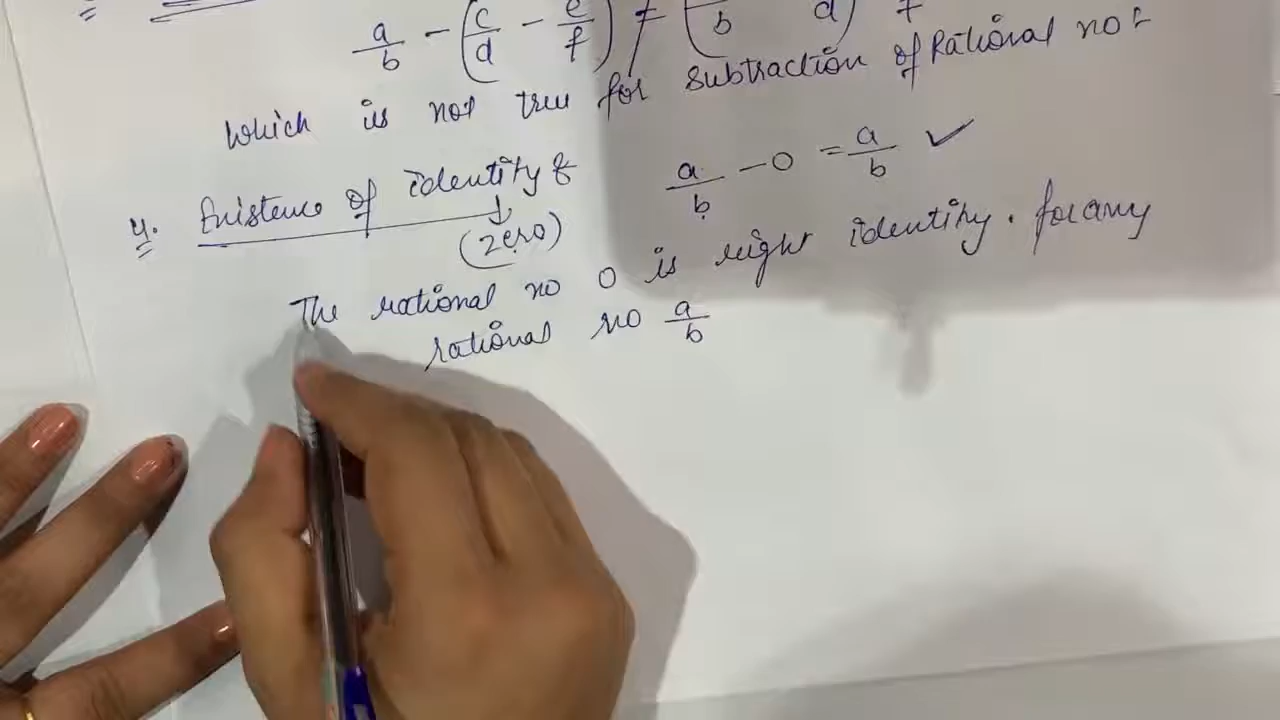 a/b - (c/d - e/f) ≠ ( b d) f
Which is not true for subtraction of Rational no
4. Existence of identity
a/b - 0 = a/b ✓
(zero)
The rational no 0 is right identity. for any
rational no a/b